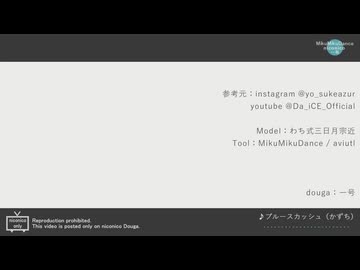 MikuMikuDance
niconico
参考元：instagram @yo_sukeazur
youtube @Da_iCE_Official
Model：わち式三日月宗近
Tool：MikuMikuDance / aviutl
douga：一号
niconico
only
Reproduction prohibited.
This video is posted only on niconico Douga.
♪ブルースカッシュ（かずち）